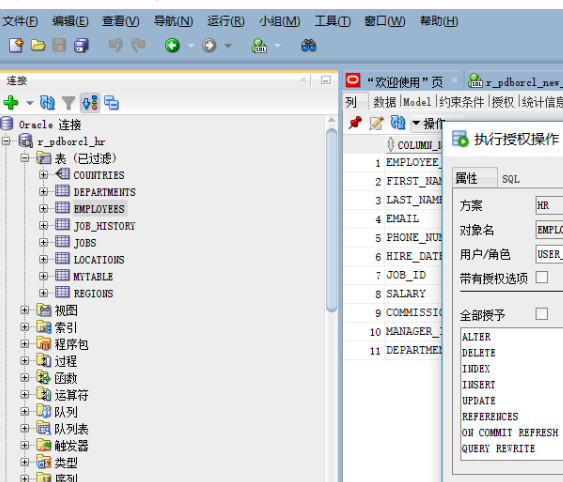 文件(F) 编辑(E) 查看(V) 导航(N) 运行(R) 小组(M) 工具(T) 窗口(W) 帮助(H)
连接
Oracle 连接
r_pdborcl_hr
表 (已过滤)
COUNTRIES
DEPARTMENTS
EMPLOYEES
JOB_HISTORY
JOBS
LOCATIONS
MYTABLE
REGIONS
视图
索引
程序包
过程
函数
运算符
队列
队列表
触发器
类型
序列
“欢迎使用”页 r_pdborcl_new_
列 数据 Model 约束条件 授权 统计信息
操作
COLUMN_
1 EMPLOYEE_
2 FIRST_NAM
3 LAST_NAME
4 EMAIL
5 PHONE_NUM
6 HIRE_DATE
7 JOB_ID
8 SALARY
9 COMMISSIO
10 MANAGER_
11 DEPARTMEN
执行授权操作
属性 SQL
方案 HR
对象名 EMPLO
用户/角色 USER_
带有授权选项
全部授予
ALTER
DELETE
INDEX
INSERT
UPDATE
REFERENCES
ON COMMIT REFRESH
QUERY REWRITE